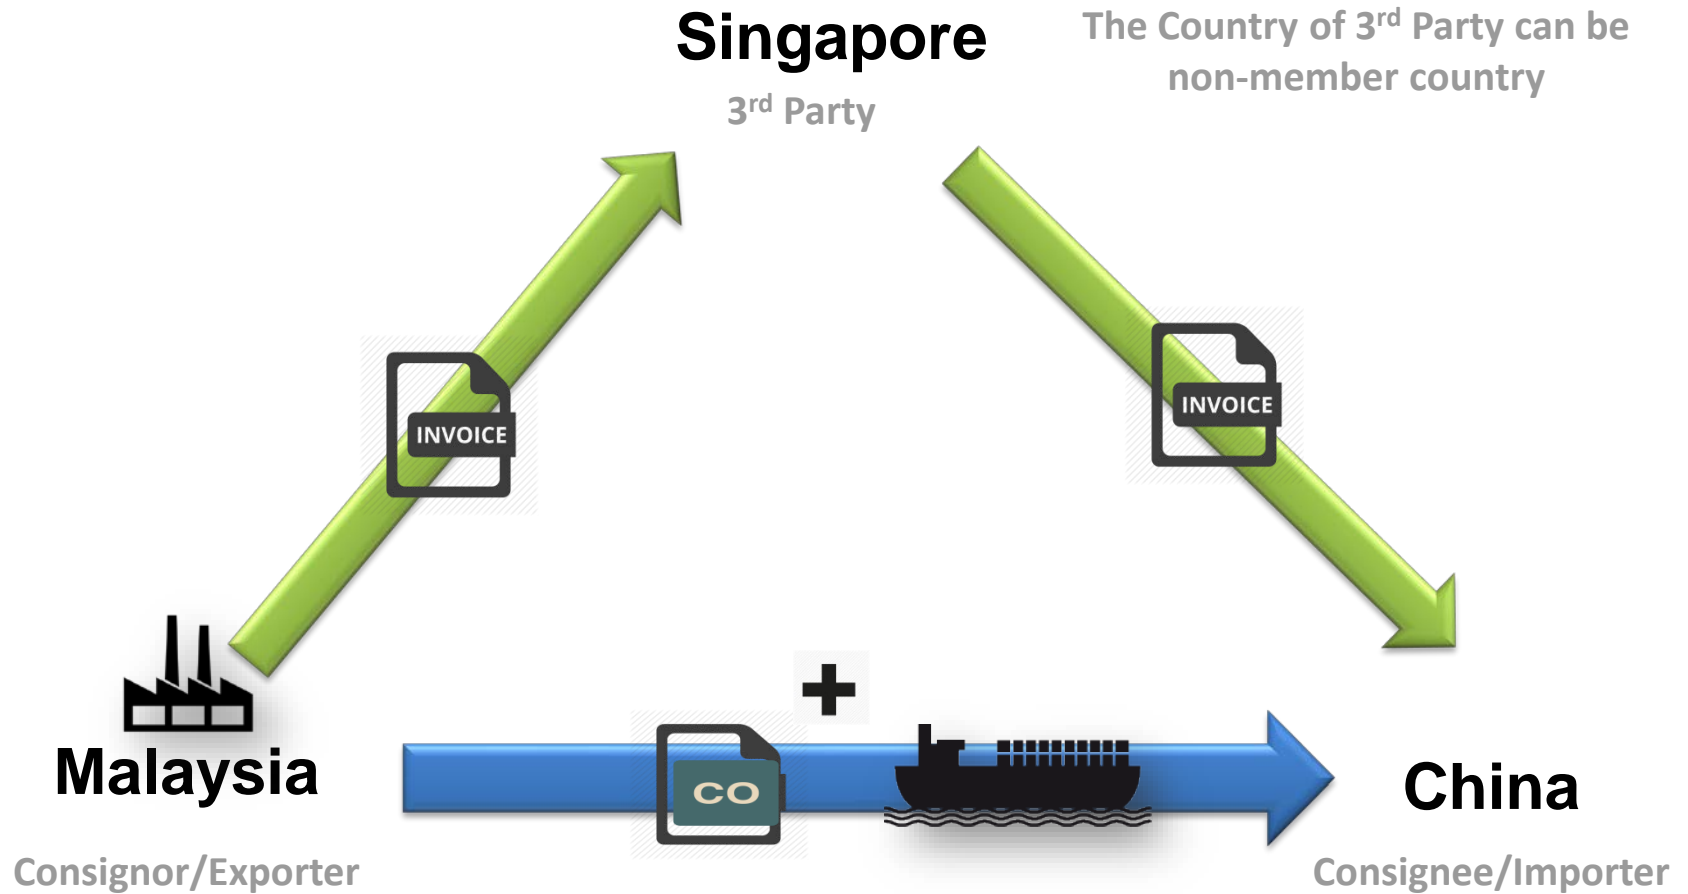 Singapore
3rd Party
The Country of 3rd Party can be
non-member country
INVOICE
INVOICE
Malaysia
Consignor/Exporter
CO
China
Consignee/Importer